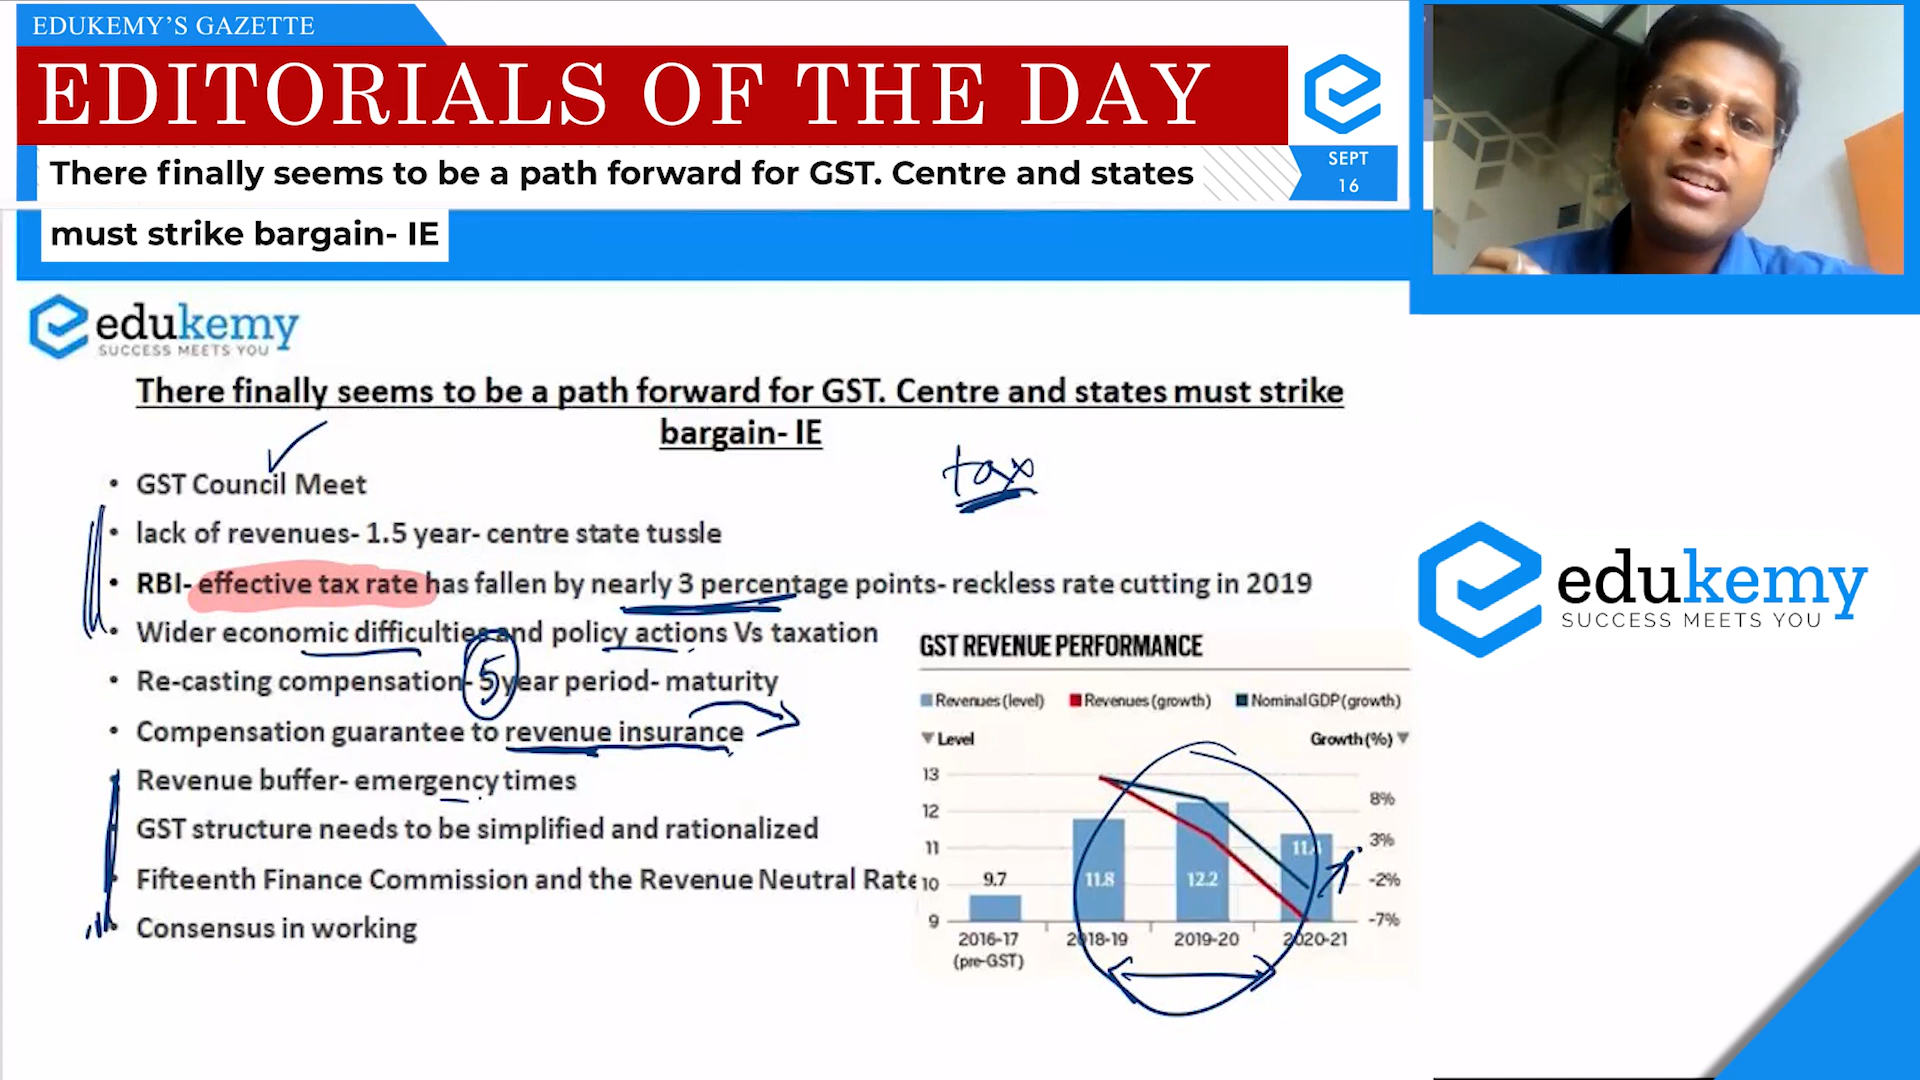 EDUKEMY'S GAZETTE
EDITORIALS OF THE DAY
There finally seems to be a path forward for GST. Centre and states
must strike bargain- IE
SEPT
16
edukemy
SUCCESS MEETS YOU
There finally seems to be a path forward for GST. Centre and states must strike
bargain- IE
tax
• GST Council Meet
• lack of revenues- 1.5 year- centre state tussle
• RBI- effective tax rate has fallen by nearly 3 percentage points- reckless rate cutting in 2019
• Wider economic difficulties and policy actions Vs taxation
• Re-casting compensation- 5 year period- maturity
5
• Compensation guarantee to revenue insurance
• Revenue buffer- emergency times
• GST structure needs to be simplified and rationalized
• Fifteenth Finance Commission and the Revenue Neutral Rate
• Consensus in working
GST REVENUE PERFORMANCE
Revenues (level) Revenues (growth) Nominal GDP (growth)
Level Growth (%)
13
12
11
10
9
8%
3%
-2%
-7%
9.7 11.8 12.2 11.4
2016-17 2018-19 2019-20 2020-21
(pre-GST)
edukemy
SUCCESS MEETS YOU